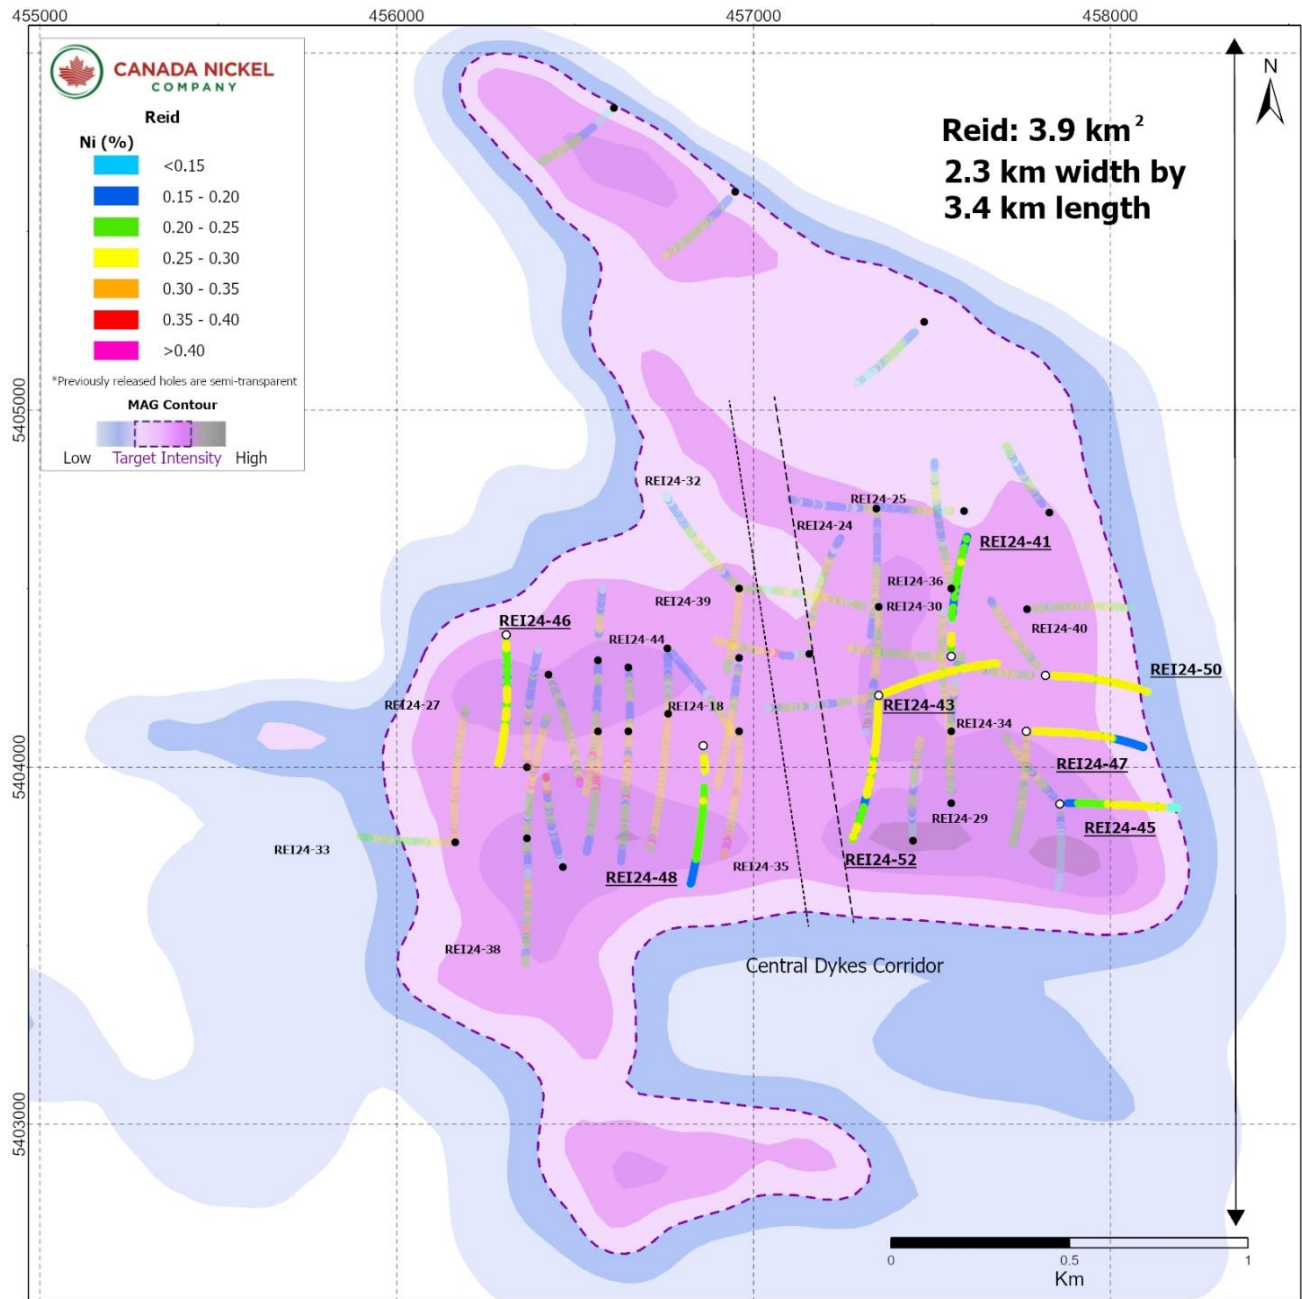 455000
456000
457000
458000
CANADA NICKEL
COMPANY
Reid
Ni (%)
<0.15
0.15 - 0.20
0.20 - 0.25
0.25 - 0.30
0.30 - 0.35
0.35 - 0.40
>0.40
*Previously released holes are semi-transparent
MAG Contour
Low Target Intensity High
N
Reid: 3.9 km²
2.3 km width by
3.4 km length
5405000
5404000
5403000
REI24-32
REI24-25
REI24-24
REI24-41
REI24-36
REI24-39
REI24-30
REI24-46
REI24-40
REI24-44
REI24-50
REI24-27
REI24-18
REI24-43
REI24-34
REI24-47
REI24-29
REI24-45
REI24-33
REI24-52
REI24-35
REI24-48
REI24-38
Central Dykes Corridor
0
0.5
1
Km